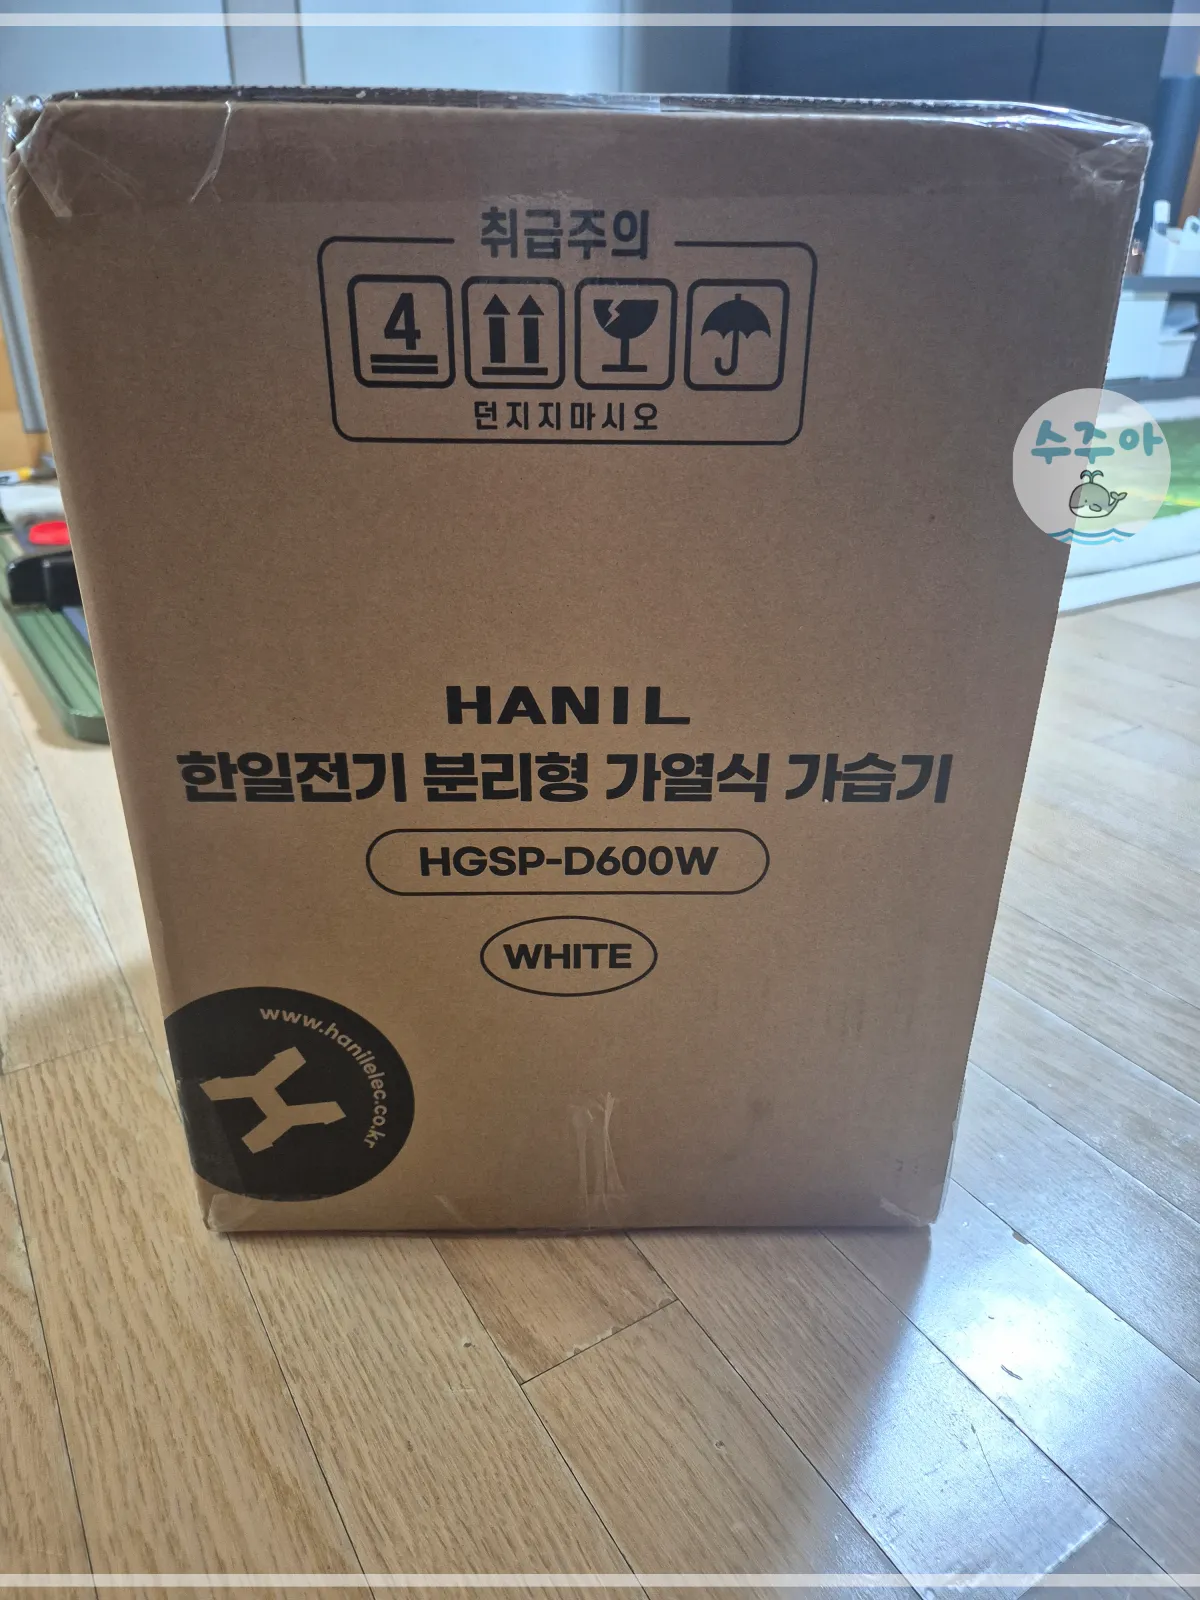 취급주의
4
던지지마시오
수주아
HANIL
한일전기 분리형 가열식 가습기
HGSP-D600W
WHITE
www.hanilelec.co.kr